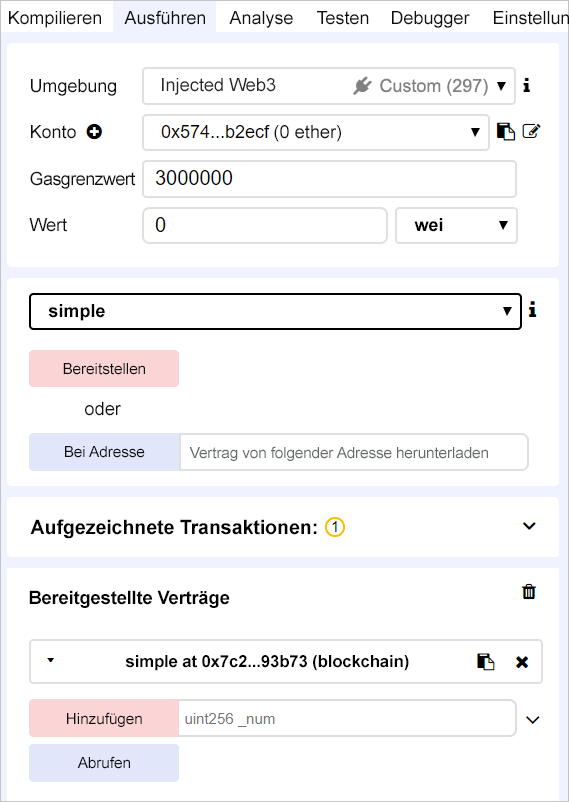 Kompilieren Ausführen Analyse Testen Debugger Einstellun
Umgebung Injected Web3 Custom (297)
Konto 0x574...b2ecf (0 ether)
Gasgrenzwert 3000000
Wert 0 wei
simple
Bereitstellen
oder
Bei Adresse Vertrag von folgender Adresse herunterladen
Aufgezeichnete Transaktionen: 1
Bereitgestellte Verträge
simple at 0x7c2...93b73 (blockchain)
Hinzufügen uint256 _num
Abrufen